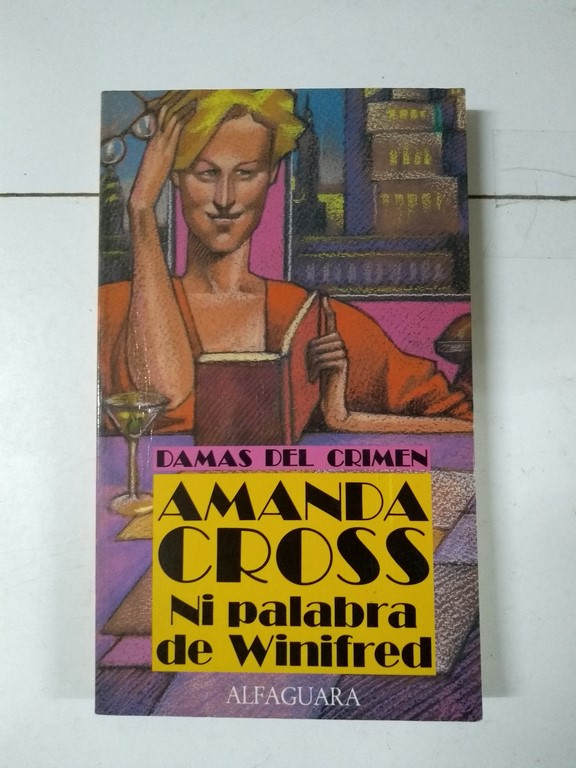 DAMAS DEL CRIMEN
AMANDA
CROSS
Ni palabra
de Winifred
ALFAGUARA